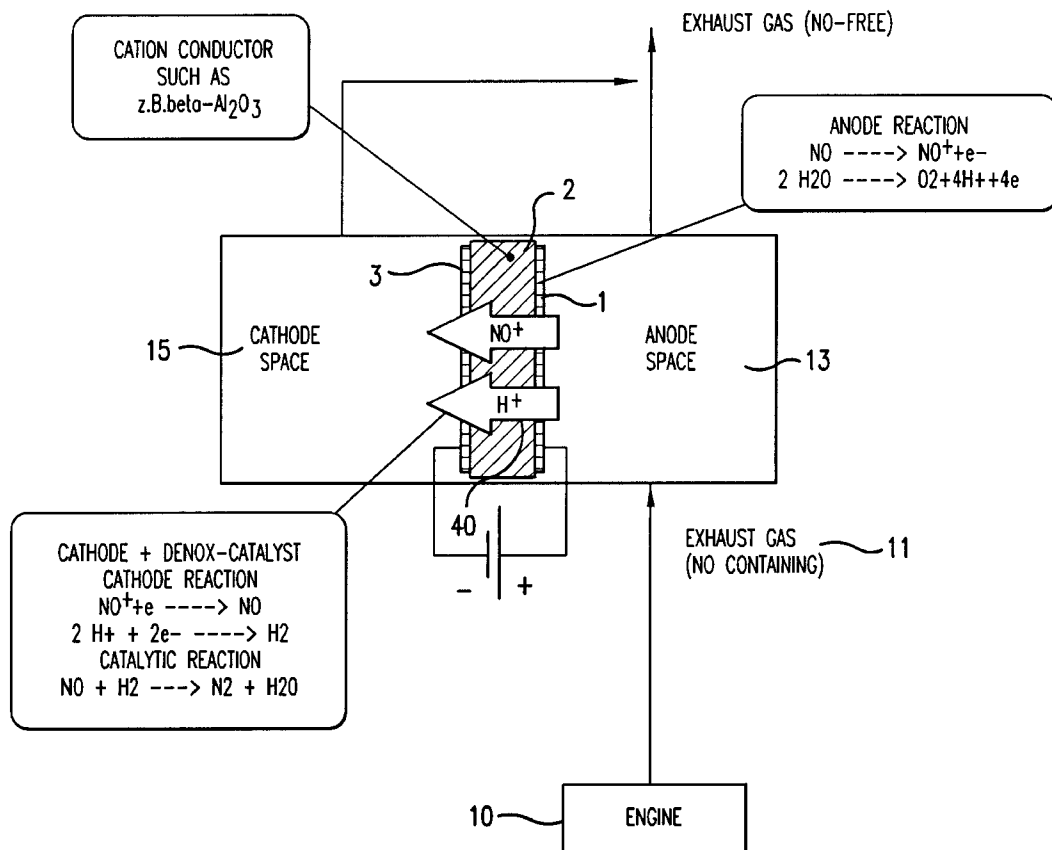 EXHAUST GAS (NO-FREE)
CATION CONDUCTOR
SUCH AS
z.B.beta-Al2O3
ANODE REACTION
NO ----> NO++e-
2 H2O ----> O2+4H++4e
2
3
1
NO+
CATHODE
SPACE
15
ANODE
SPACE
13
H+
40
- +
EXHAUST GAS
(NO CONTAINING)
11
CATHODE + DENOX-CATALYST
CATHODE REACTION
NO++e ----> NO
2 H+ + 2e- ----> H2
CATALYTIC REACTION
NO + H2 ---> N2 + H2O
10
ENGINE